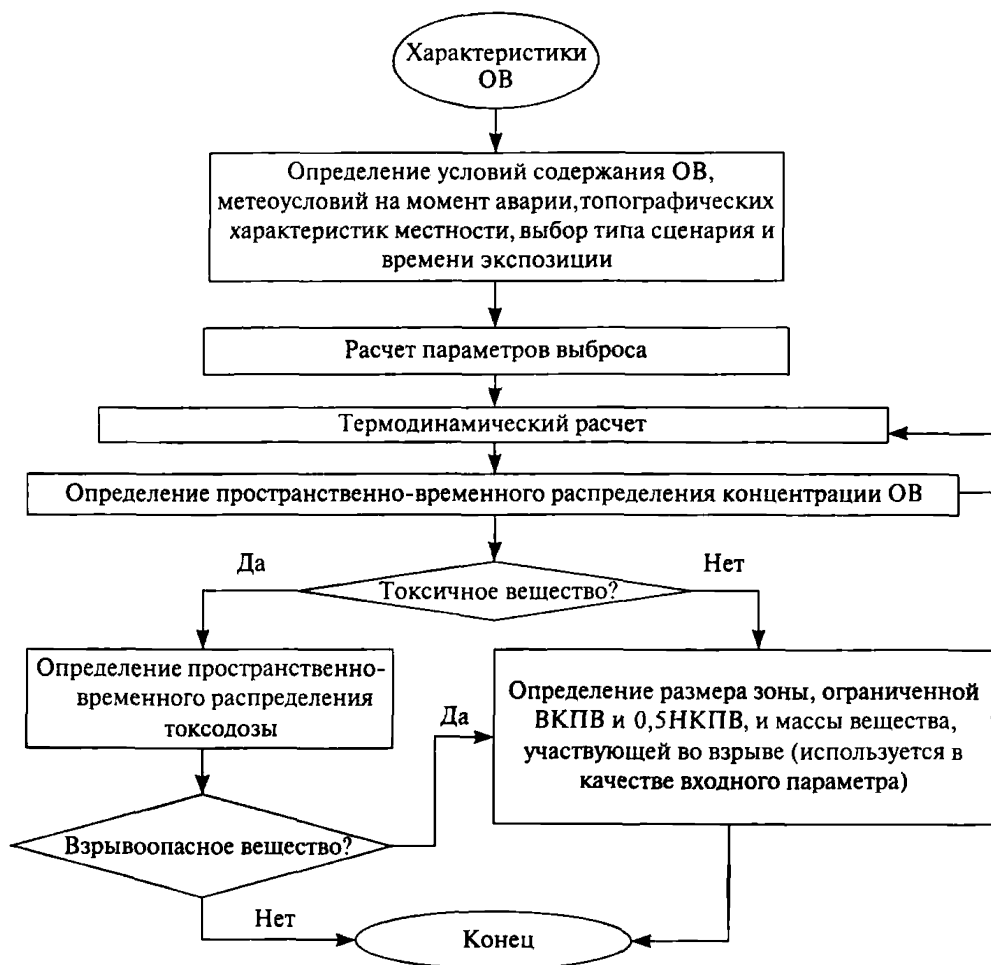 Характеристики
ОВ
Определение условий содержания ОВ,
метеоусловий на момент аварии, топографических
характеристик местности, выбор типа сценария и
времени экспозиции
Расчет параметров выброса
Термодинамический расчет
Определение пространственно-временного распределения концентрации ОВ
Да
Нет
Токсичное вещество?
Определение пространственно-
временного распределения
токсодозы
Да
Определение размера зоны, ограниченной
ВКПВ и 0,5НКПВ, и массы вещества,
участвующей во взрыве (используется в
качестве входного параметра)
Взрывоопасное вещество?
Нет
Конец